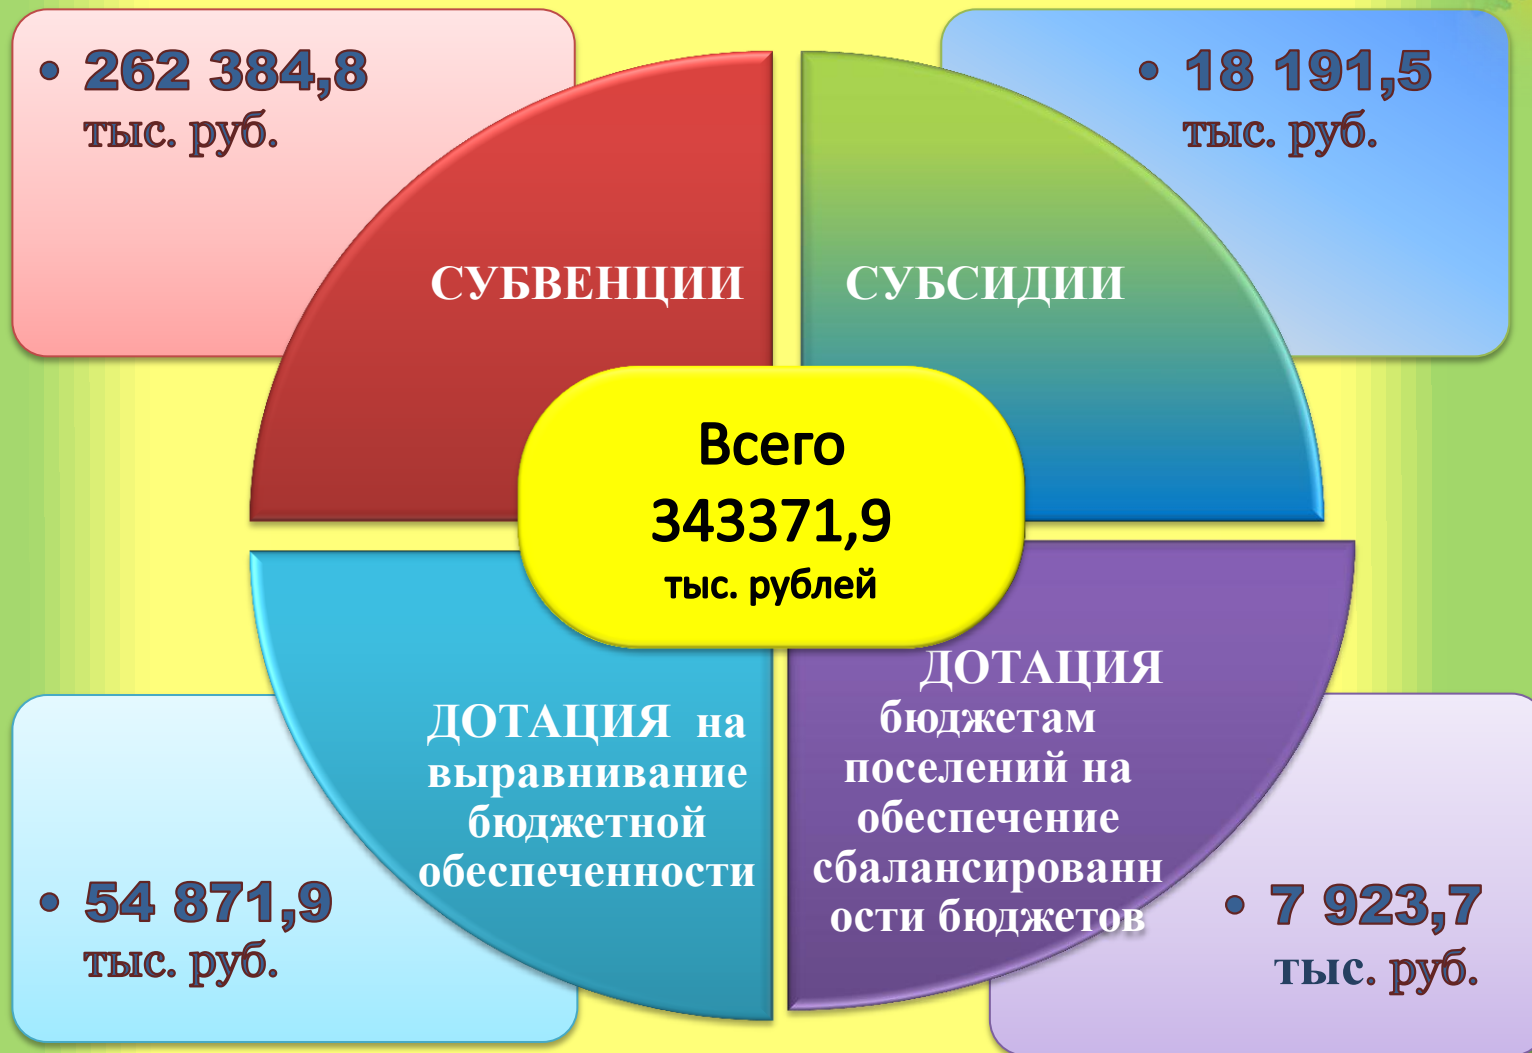 • 262 384,8
тыс. руб.
• 18 191,5
тыс. руб.
СУБВЕНЦИИ
СУБСИДИИ
Всего
343371,9
тыс. рублей
ДОТАЦИЯ на
выравнивание
бюджетной
обеспеченности
ДОТАЦИЯ
бюджетам
поселений на
обеспечение
сбалансированн
ости бюджетов
• 54 871,9
тыс. руб.
• 7 923,7
тыс. руб.